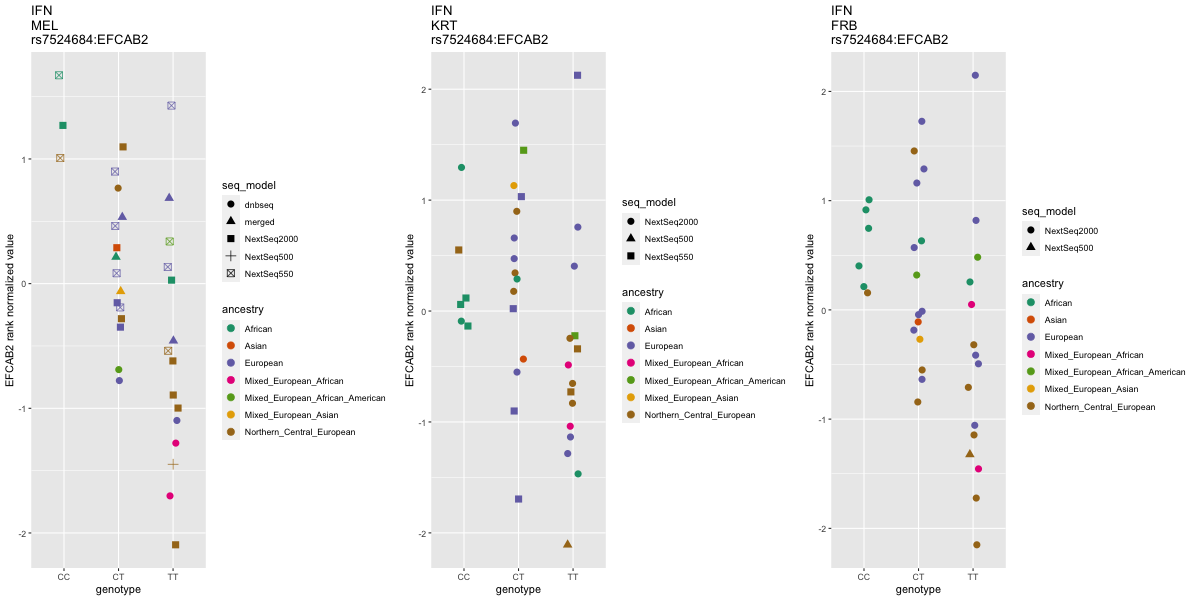 IFN
MEL
rs7524684:EFCAB2
EFCAB2 rank normalized value
1
0
-1
-2
CC
CT
TT
genotype
seq_model
dnbseq
merged
NextSeq2000
NextSeq500
NextSeq550
ancestry
African
Asian
European
Mixed_European_African
Mixed_European_African_American
Mixed_European_Asian
Northern_Central_European
IFN
KRT
rs7524684:EFCAB2
EFCAB2 rank normalized value
2
1
0
-1
-2
CC
CT
TT
genotype
seq_model
NextSeq2000
NextSeq500
NextSeq550
ancestry
African
Asian
European
Mixed_European_African
Mixed_European_African_American
Mixed_European_Asian
Northern_Central_European
IFN
FRB
rs7524684:EFCAB2
EFCAB2 rank normalized value
2
1
0
-1
-2
CC
CT
TT
genotype
seq_model
NextSeq2000
NextSeq500
ancestry
African
Asian
European
Mixed_European_African
Mixed_European_African_American
Mixed_European_Asian
Northern_Central_European